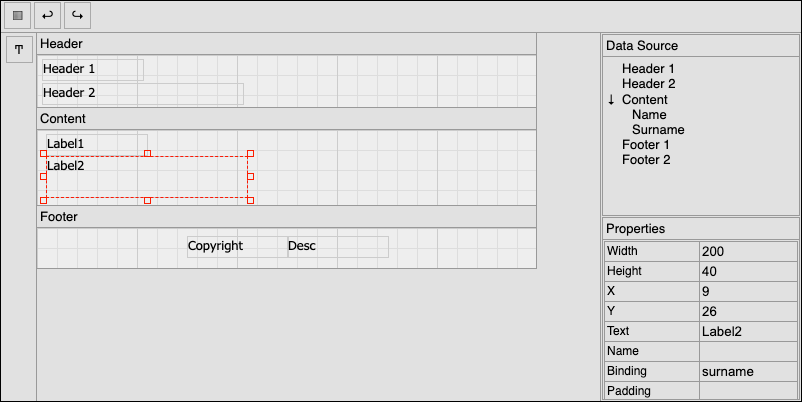 T
Header
Header 1
Header 2
Content
Label1
Label2
Footer
Copyright Desc
Data Source
Header 1
Header 2
↓ Content
Name
Surname
Footer 1
Footer 2
Properties
Width 200
Height 40
X 9
Y 26
Text Label2
Name
Binding surname
Padding